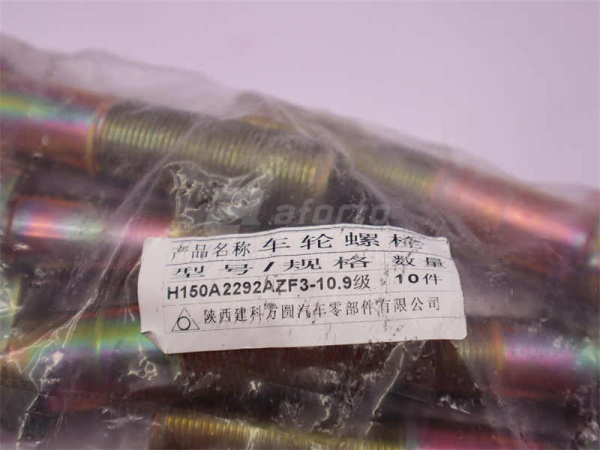 产品名称 车轮螺栓
型号/规格 数量
H150A2292AZF3-10.9级 10件
陕西建科方圆汽车零部件有限公司